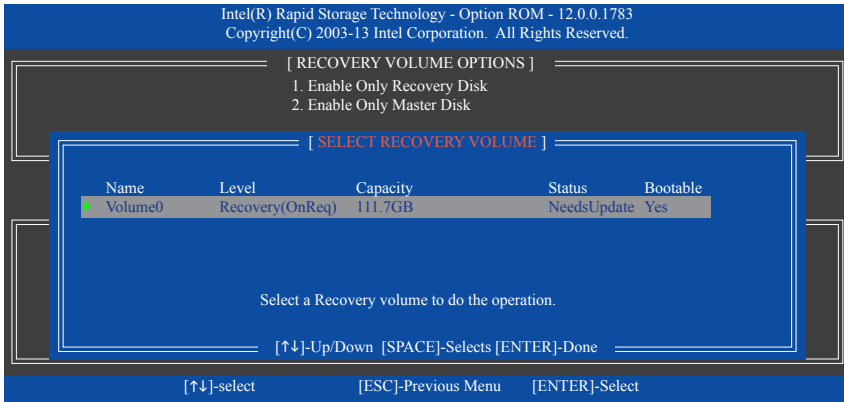 Intel(R) Rapid Storage Technology - Option ROM - 12.0.0.1783
Copyright(C) 2003-13 Intel Corporation.  All Rights Reserved.
[ RECOVERY VOLUME OPTIONS ]
1. Enable Only Recovery Disk
2. Enable Only Master Disk
[ SELECT RECOVERY VOLUME ]
Name Level Capacity Status Bootable
Volume0 Recovery(OnReq) 111.7GB NeedsUpdate Yes
Select a Recovery volume to do the operation.
[↑↓]-Up/Down [SPACE]-Selects [ENTER]-Done
[↑↓]-select [ESC]-Previous Menu [ENTER]-Select